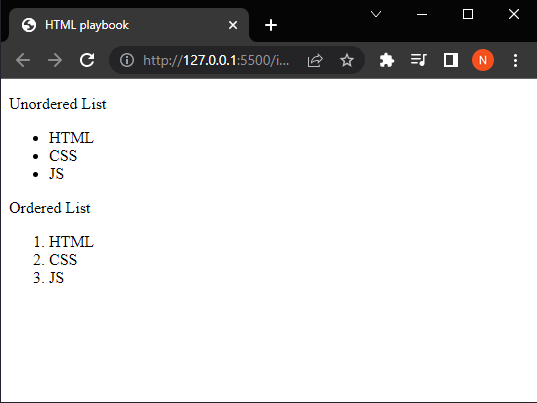 HTML playbook
http://127.0.0.1:5500/i...
N
Unordered List
• HTML
• CSS
• JS
Ordered List
1. HTML
2. CSS
3. JS